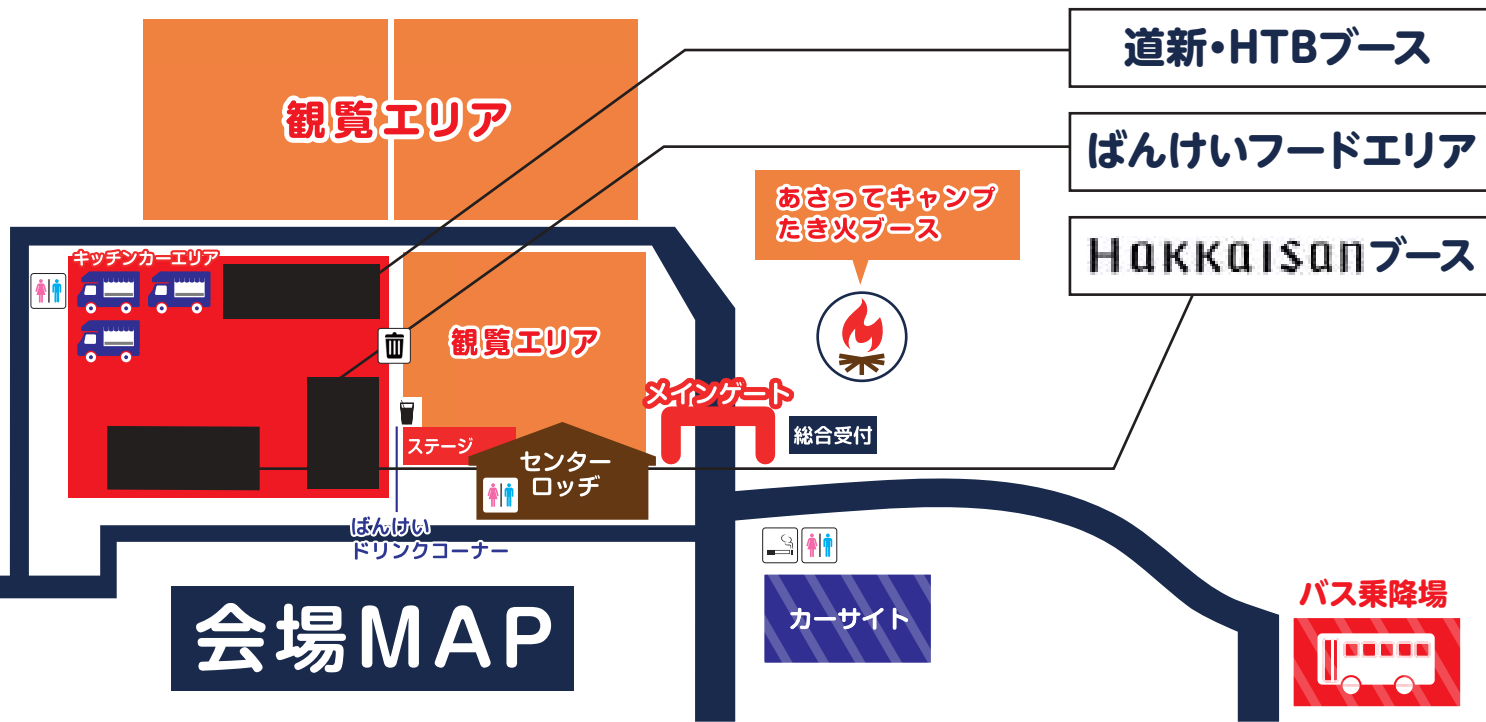 道新・HTBブース
観覧エリア
ばんけいフードエリア
あさってキャンプ
たき火ブース
Hakkaisanブース
キッチンカーエリア
観覧エリア
メインゲート
総合受付
ステージ
センター
ロッヂ
ばんけい
ドリンクコーナー
会場MAP
カーサイト
バス乗降場